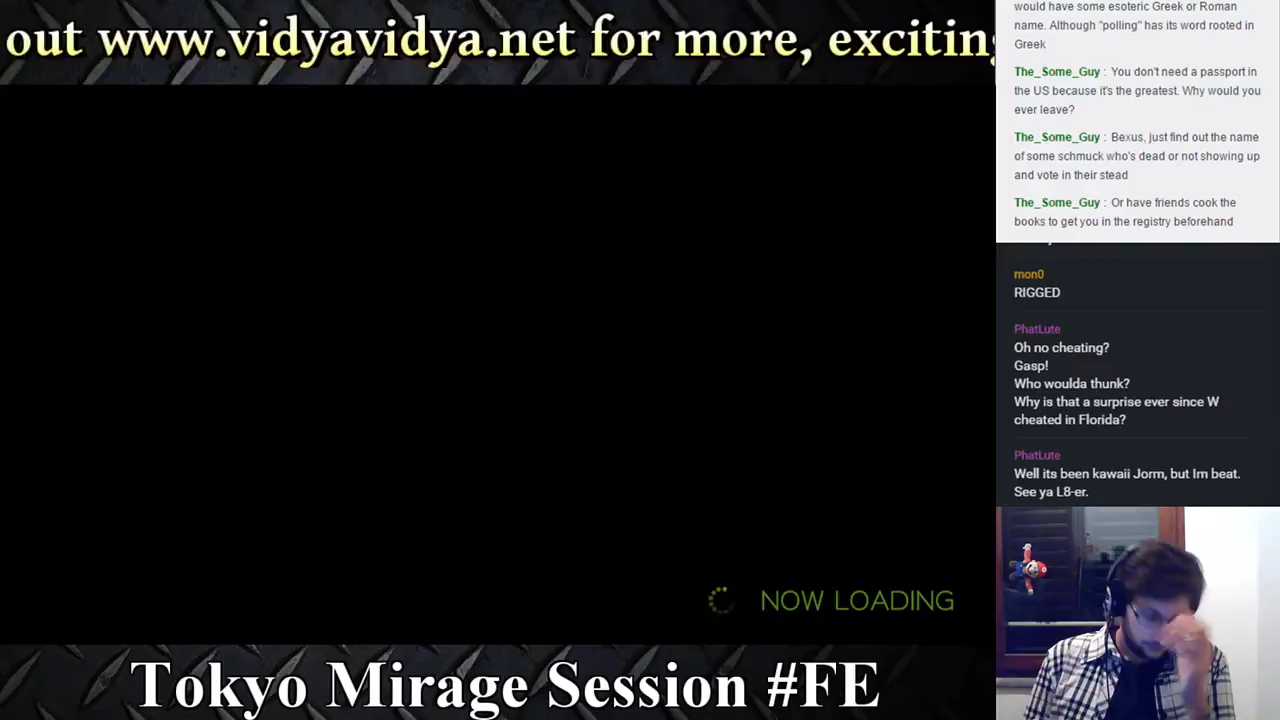 out www.vidyavidya.net for more, exciting
would have some esoteric Greek or Roman
name. Although "polling" has its word rooted in
Greek
The_Some_Guy : You don't need a passport in
the US because it's the greatest. Why would you
ever leave?
The_Some_Guy : Bexus, just find out the name
of some schmuck who's dead or not showing up
and vote in their stead
The_Some_Guy : Or have friends cook the
books to get you in the registry beforehand
mon0
RIGGED
PhatLute
Oh no cheating?
Gasp!
Who woulda thunk?
Why is that a surprise ever since W
cheated in Florida?
PhatLute
Well its been kawaii Jorm, but Im beat.
See ya L8-er.
NOW LOADING
Tokyo Mirage Session #FE